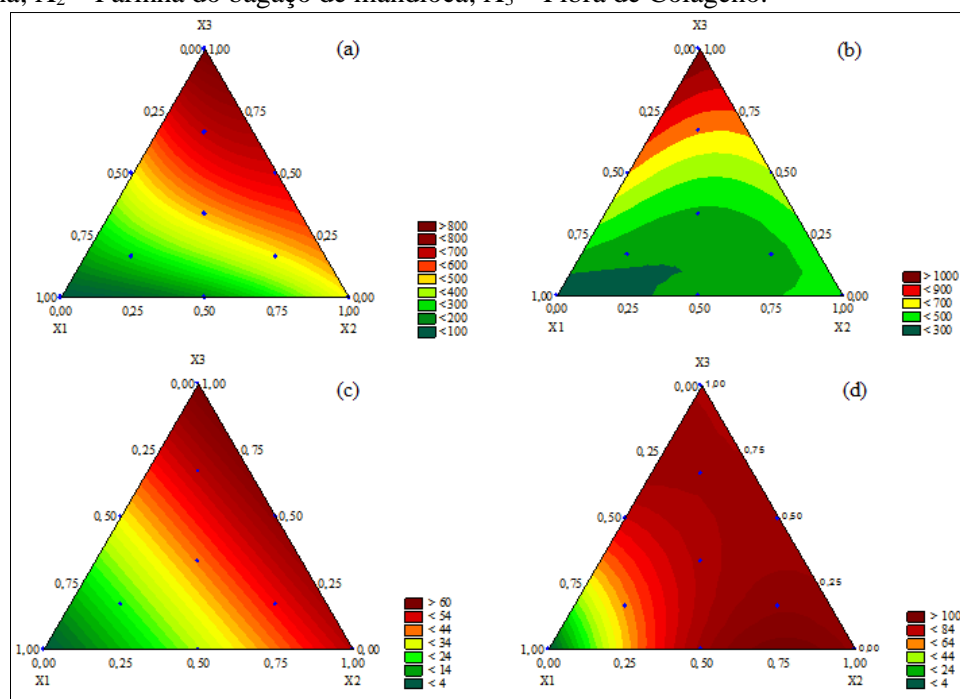 na, X2 – Farinha do bagaço de mandioca, X3 – Fibra de Colágeno.
X3
0,00 1,00
(a)
0,25 0,75
0,50 0,50
0,75 0,25
1,00 0,00
0,00 0,25 0,50 0,75 1,00
X1 X2
>800
<800
<700
<600
<500
<400
<300
<200
<100
X3
0,00 1,00
(b)
0,25 0,75
0,50 0,50
0,75 0,25
1,00 0,00
0,00 0,25 0,50 0,75 1,00
X1 X2
> 1000
< 900
< 700
< 500
< 300
X3
0,00 1,00
(c)
0,25 0,75
0,50 0,50
0,75 0,25
1,00 0,00
0,00 0,25 0,50 0,75 1,00
X1 X2
> 60
< 54
< 44
< 34
< 24
< 14
< 4
X3
0,00 1,00
(d)
0,25 0,75
0,50 0,50
0,75 0,25
1,00 0,00
0,00 0,25 0,50 0,75 1,00
X1 X2
> 100
< 84
< 64
< 44
< 24
< 4